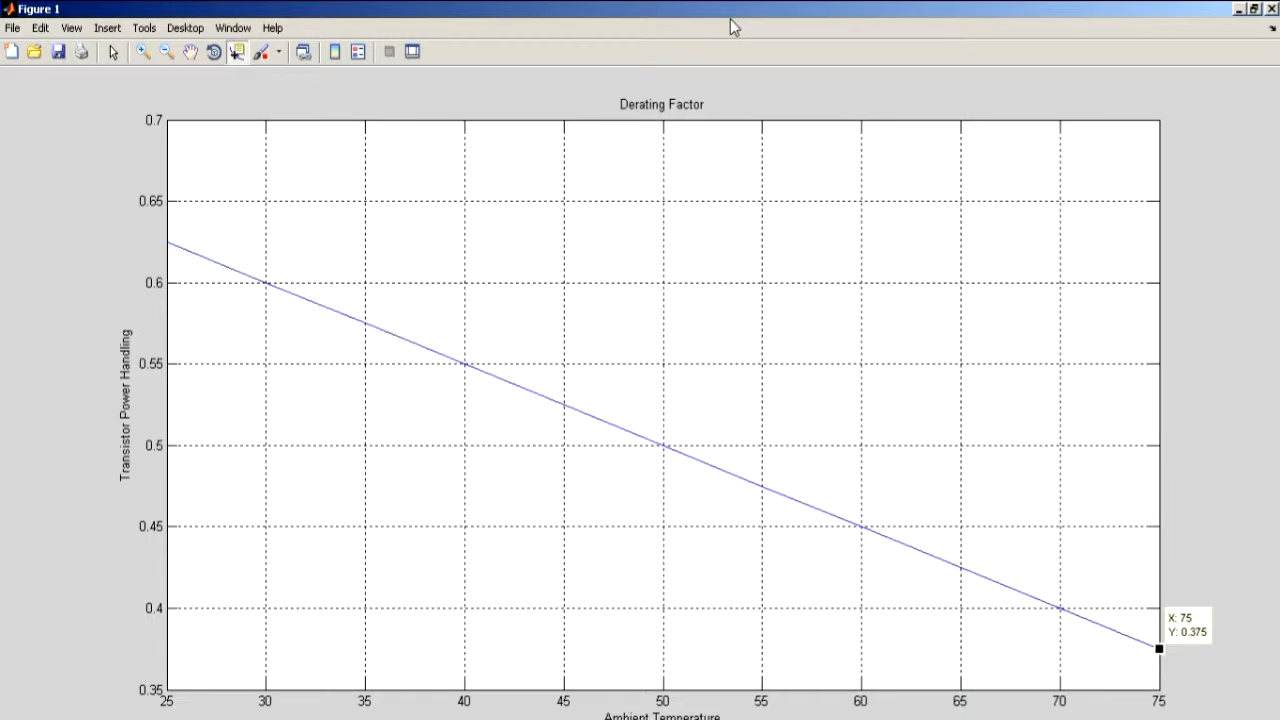 Figure 1
File Edit View Insert Tools Desktop Window Help
Derating Factor
0.7
0.65
0.6
0.55
0.5
0.45
0.4
0.35
Transistor Power Handling
X: 75
Y: 0.375
25 30 35 40 45 50 55 60 65 70 75
Ambient Temperature